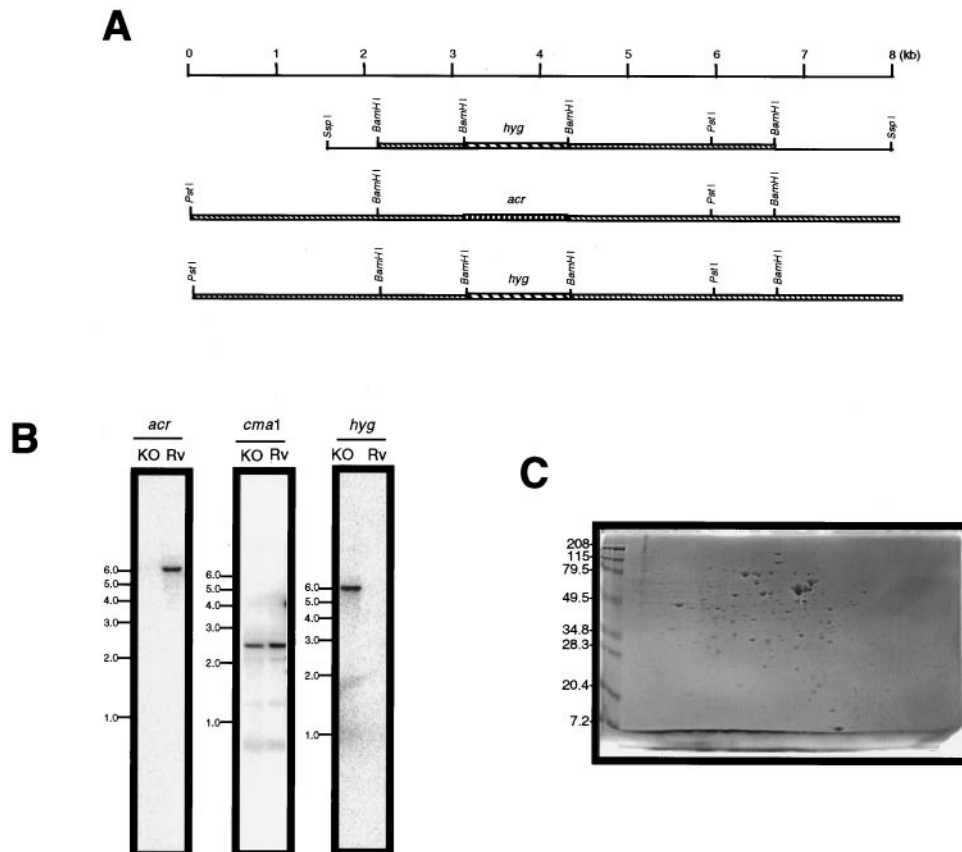 A
0 1 2 3 4 5 6 7 8 (kb)
Ssp I BamH I BamH I hyg BamH I Pst I BamH I Ssp I
Pst I BamH I acr Pst I BamH I
Pst I BamH I BamH I hyg BamH I Pst I BamH I
B
acr cma1 hyg
KO Rv KO Rv KO Rv
6.0
5.0
4.0
3.0
2.0
1.0
6.0
5.0
4.0
3.0
2.0
1.0
6.0
5.0
4.0
3.0
2.0
1.0
C
208
115
79.5
49.5
34.8
28.3
20.4
7.2